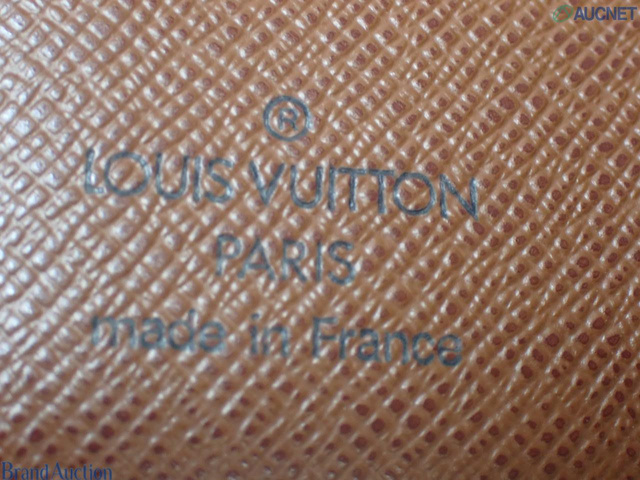 AUCNET
®
LOUIS VUITTON
PARIS
made in France
Brand Auction